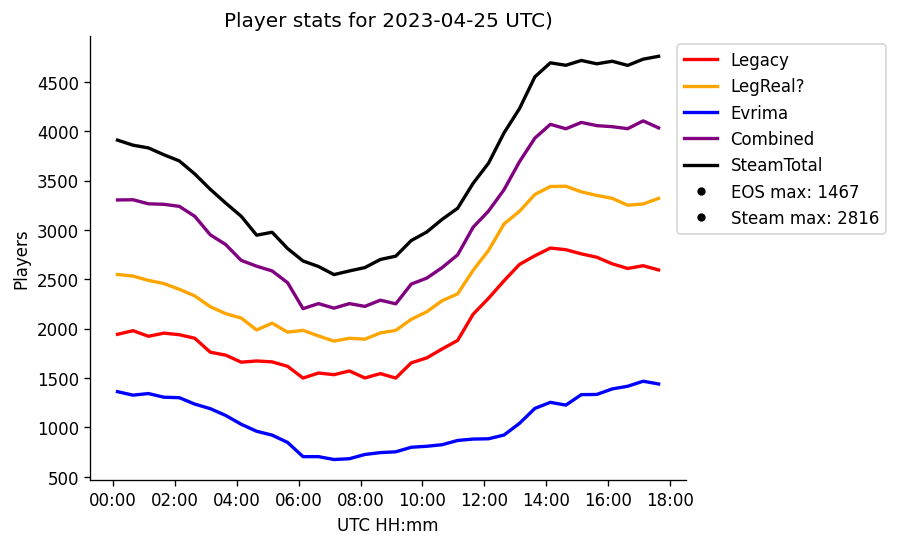 Player stats for 2023-04-25 UTC)
Legacy
LegReal?
Evrima
Combined
SteamTotal
EOS max: 1467
Steam max: 2816
Players
4500
4000
3500
3000
2500
2000
1500
1000
500
00:00 02:00 04:00 06:00 08:00 10:00 12:00 14:00 16:00 18:00
UTC HH:mm